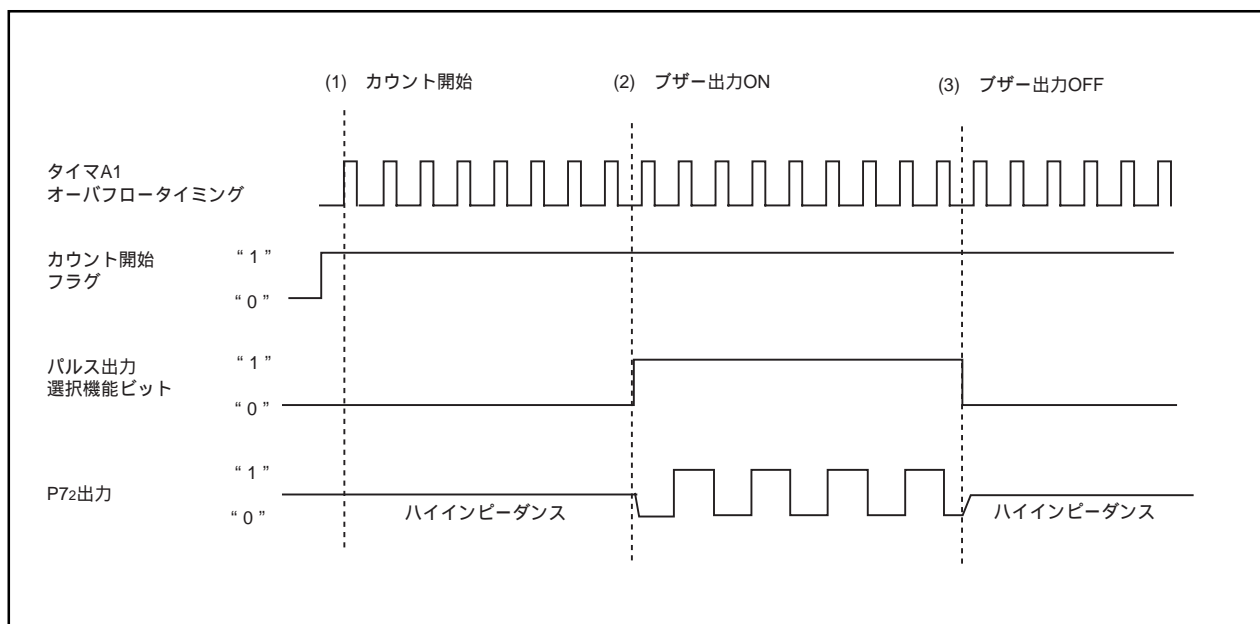 (1) カウント開始
(2) ブザー出力ON
(3) ブザー出力OFF
タイマA1
オーバフロータイミング
カウント開始
フラグ
“ 1 ”
“ 0 ”
パルス出力
選択機能ビット
“ 1 ”
“ 0 ”
P72出力
“ 1 ”
“ 0 ”
ハイインピーダンス
ハイインピーダンス